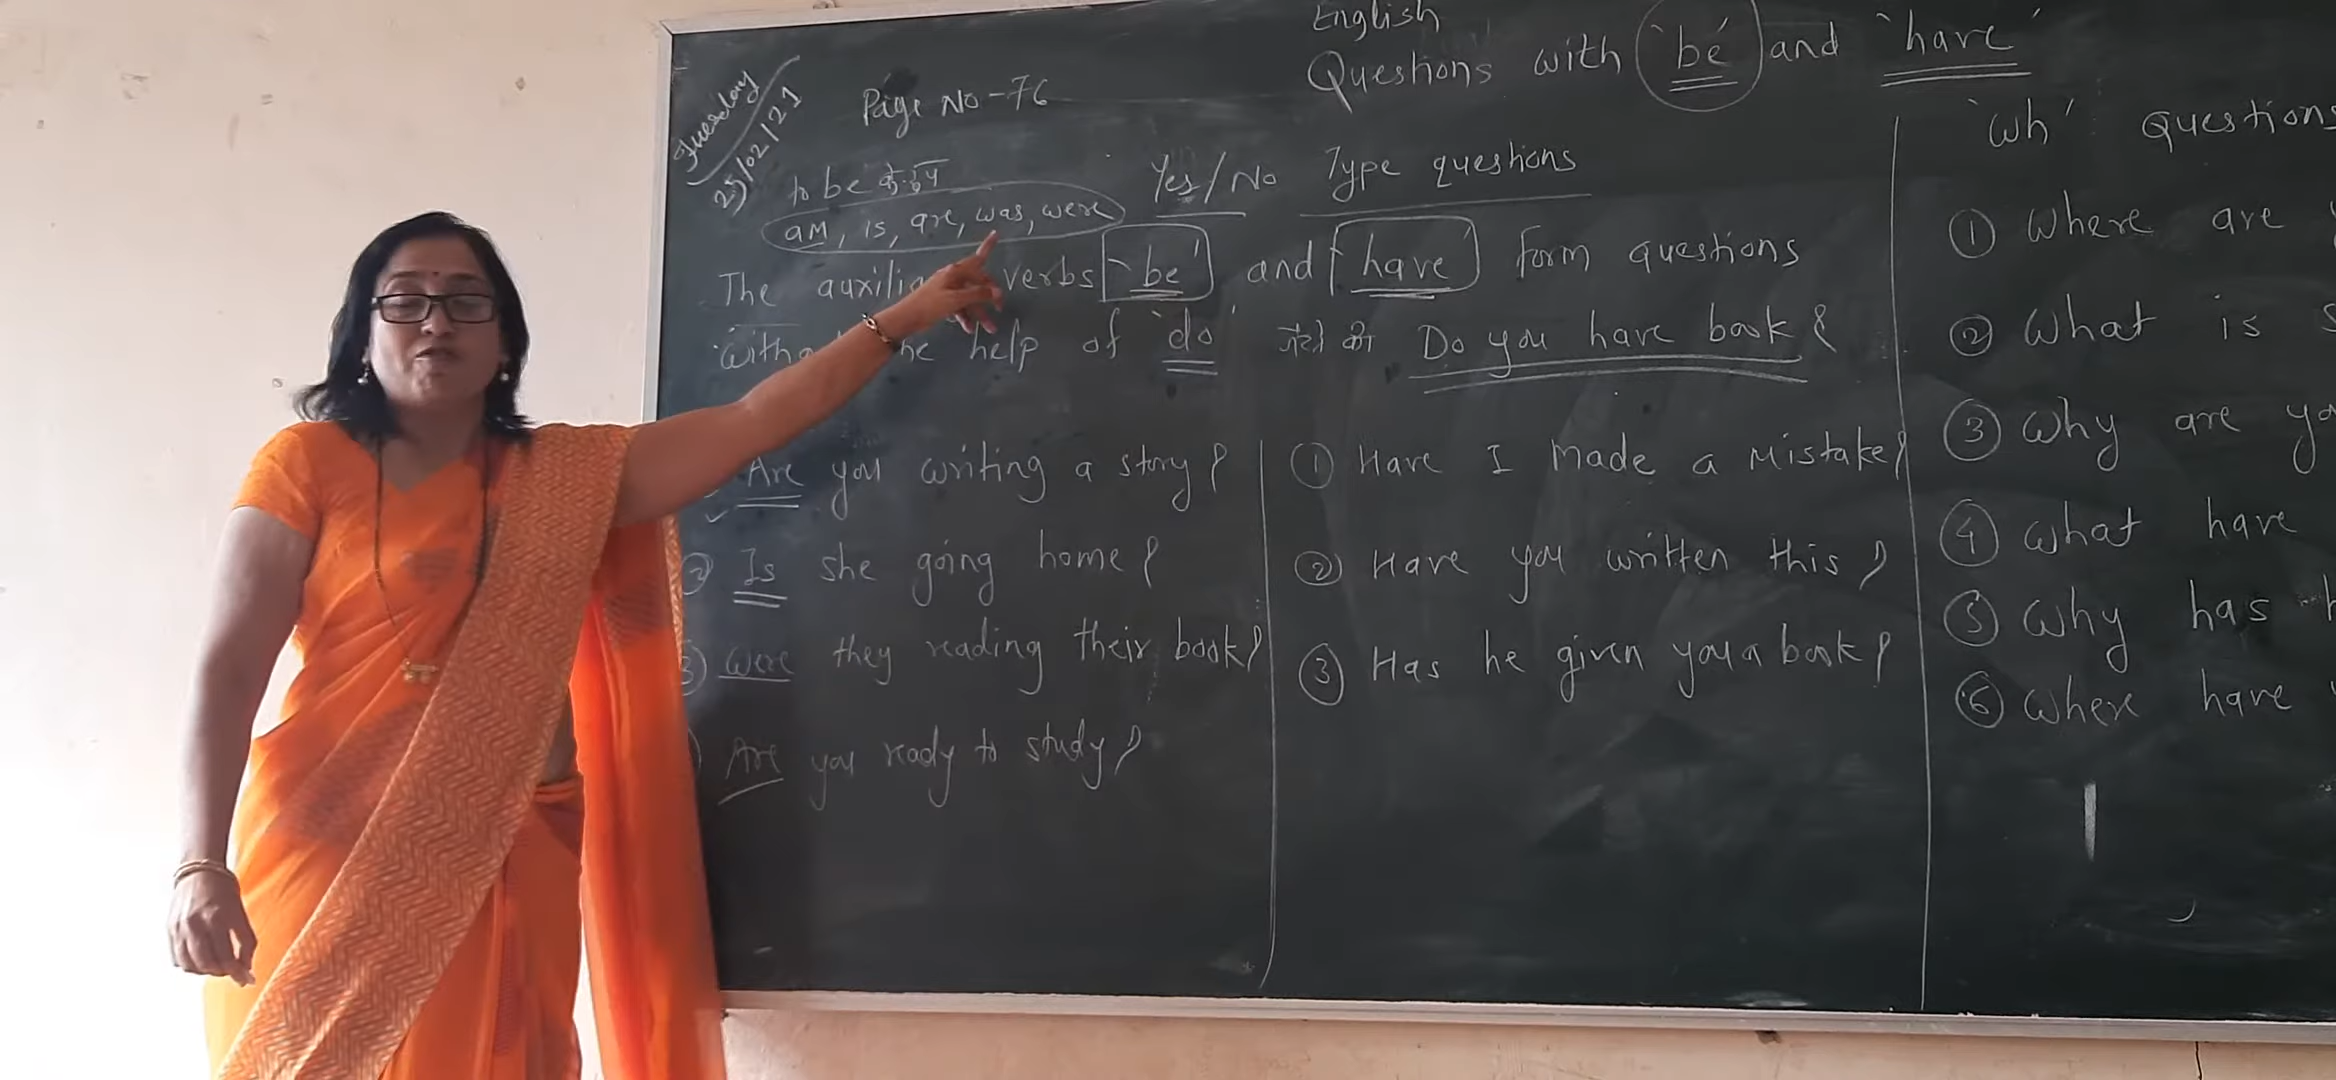 English
Questions with 'be' and 'have'
Tuesday
Page No - 76
to be
am, is, are, was, were
Yes/No Type questions
The verbs 'be' and 'have' form questions
help of 'do' Do you have book?
Are you writing a story?
② Is she going home?
3) Were they reading their book?
Are you ready to study?
① Have I made a mistake?
② Have you written this?
③ Has he given you a book?
'Wh' questions
① Where are
② What is
③ Why are
④ What have
⑤ Why has
⑥ Where have